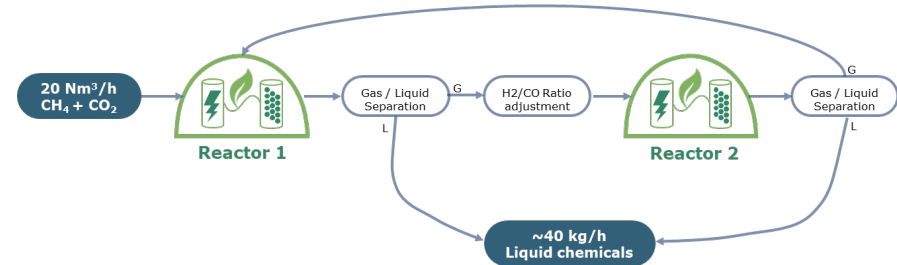 20 Nm³/h
CH₄ + CO₂
Reactor 1
Gas / Liquid
Separation
G
L
H2/CO Ratio
adjustment
Reactor 2
Gas / Liquid
Separation
G
L
~40 kg/h
Liquid chemicals